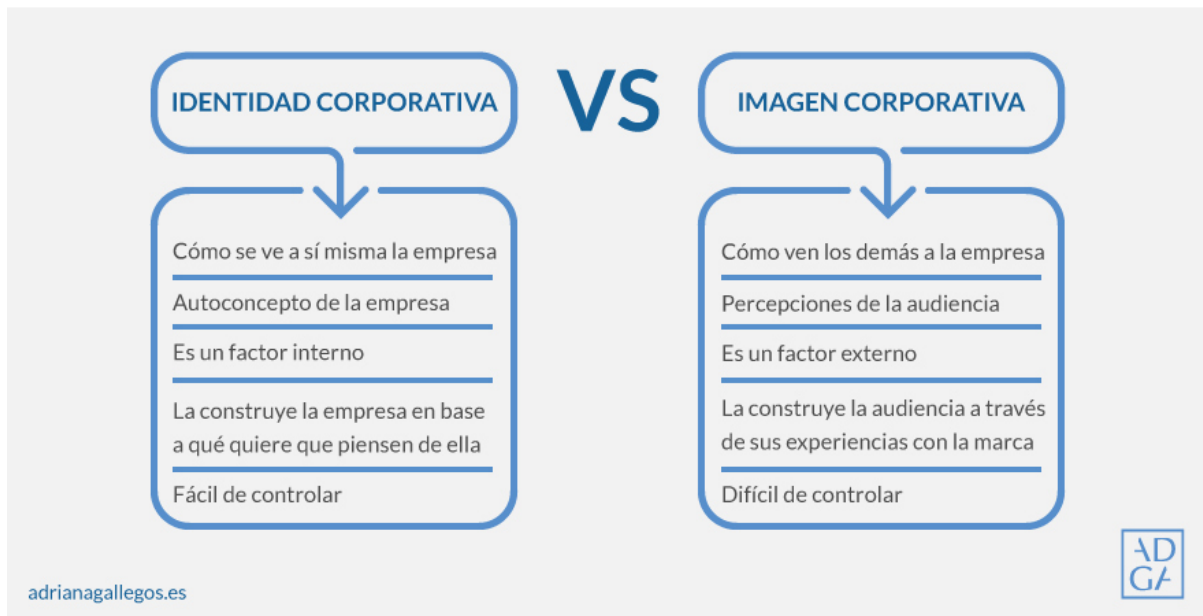 IDENTIDAD CORPORATIVA
VS
IMAGEN CORPORATIVA
Cómo se ve a sí misma la empresa
Autoconcepto de la empresa
Es un factor interno
La construye la empresa en base
a qué quiere que piensen de ella
Fácil de controlar
Cómo ven los demás a la empresa
Percepciones de la audiencia
Es un factor externo
La construye la audiencia a través
de sus experiencias con la marca
Difícil de controlar
adrianagallegos.es
AD
GA